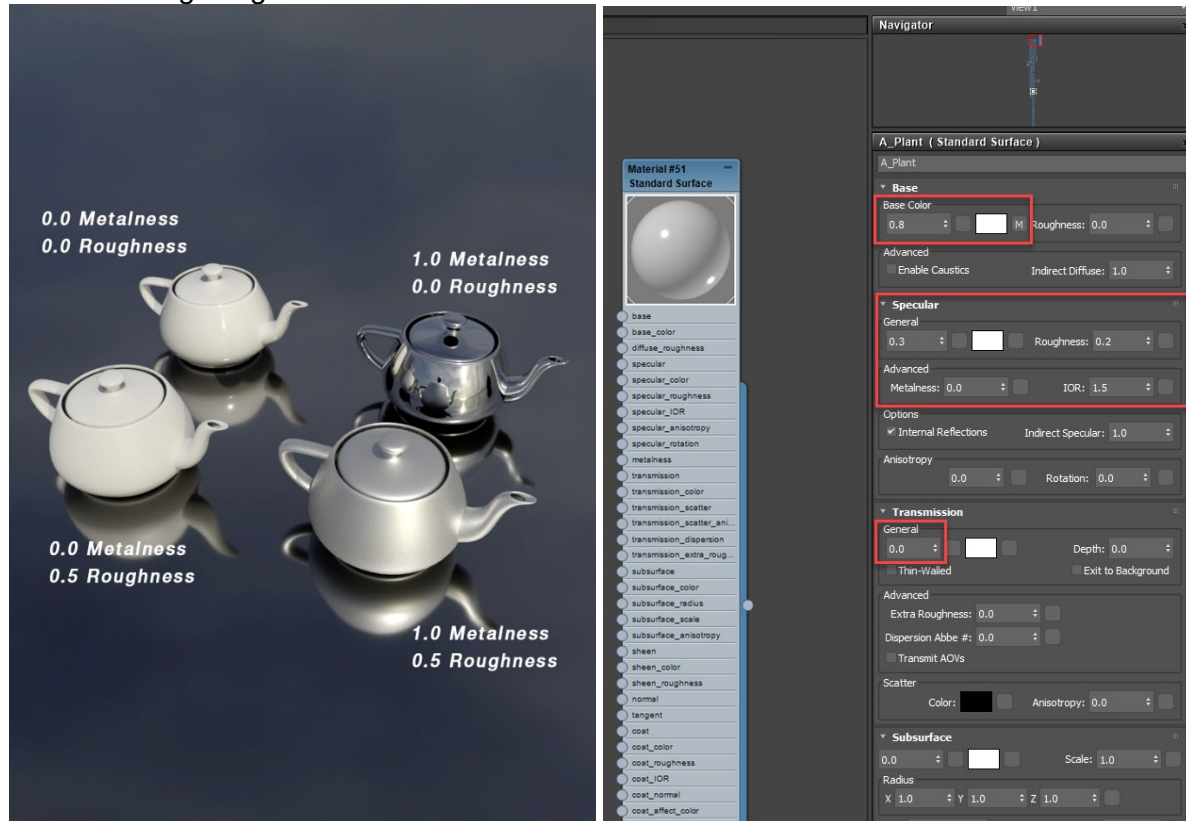 0.0 Metalness
0.0 Roughness
1.0 Metalness
0.0 Roughness
0.0 Metalness
0.5 Roughness
1.0 Metalness
0.5 Roughness
Material #51
Standard Surface
base
base_color
diffuse_roughness
specular
specular_color
specular_roughness
specular_IOR
specular_anisotropy
specular_rotation
metalness
transmission
transmission_color
transmission_scatter
transmission_scatter_ani...
transmission_dispersion
transmission_extra_roug...
subsurface
subsurface_color
subsurface_radius
subsurface_scale
subsurface_anisotropy
sheen
sheen_color
sheen_roughness
normal
tangent
coat
coat_color
coat_roughness
coat_IOR
coat_normal
coat_affect_color
View1
Navigator
A_Plant ( Standard Surface )
A_Plant
Base
Base Color
0.8 M Roughness: 0.0
Advanced
Enable Caustics Indirect Diffuse: 1.0
Specular
General
0.3 Roughness: 0.2
Advanced
Metalness: 0.0 IOR: 1.5
Options
Internal Reflections Indirect Specular: 1.0
Anisotropy
0.0 Rotation: 0.0
Transmission
General
0.0 Depth: 0.0
Thin-Walled Exit to Background
Advanced
Extra Roughness: 0.0
Dispersion Abbe #: 0.0
Transmit AOVs
Scatter
Color: Anisotropy: 0.0
Subsurface
0.0 Scale: 1.0
Radius
X 1.0 Y 1.0 Z 1.0